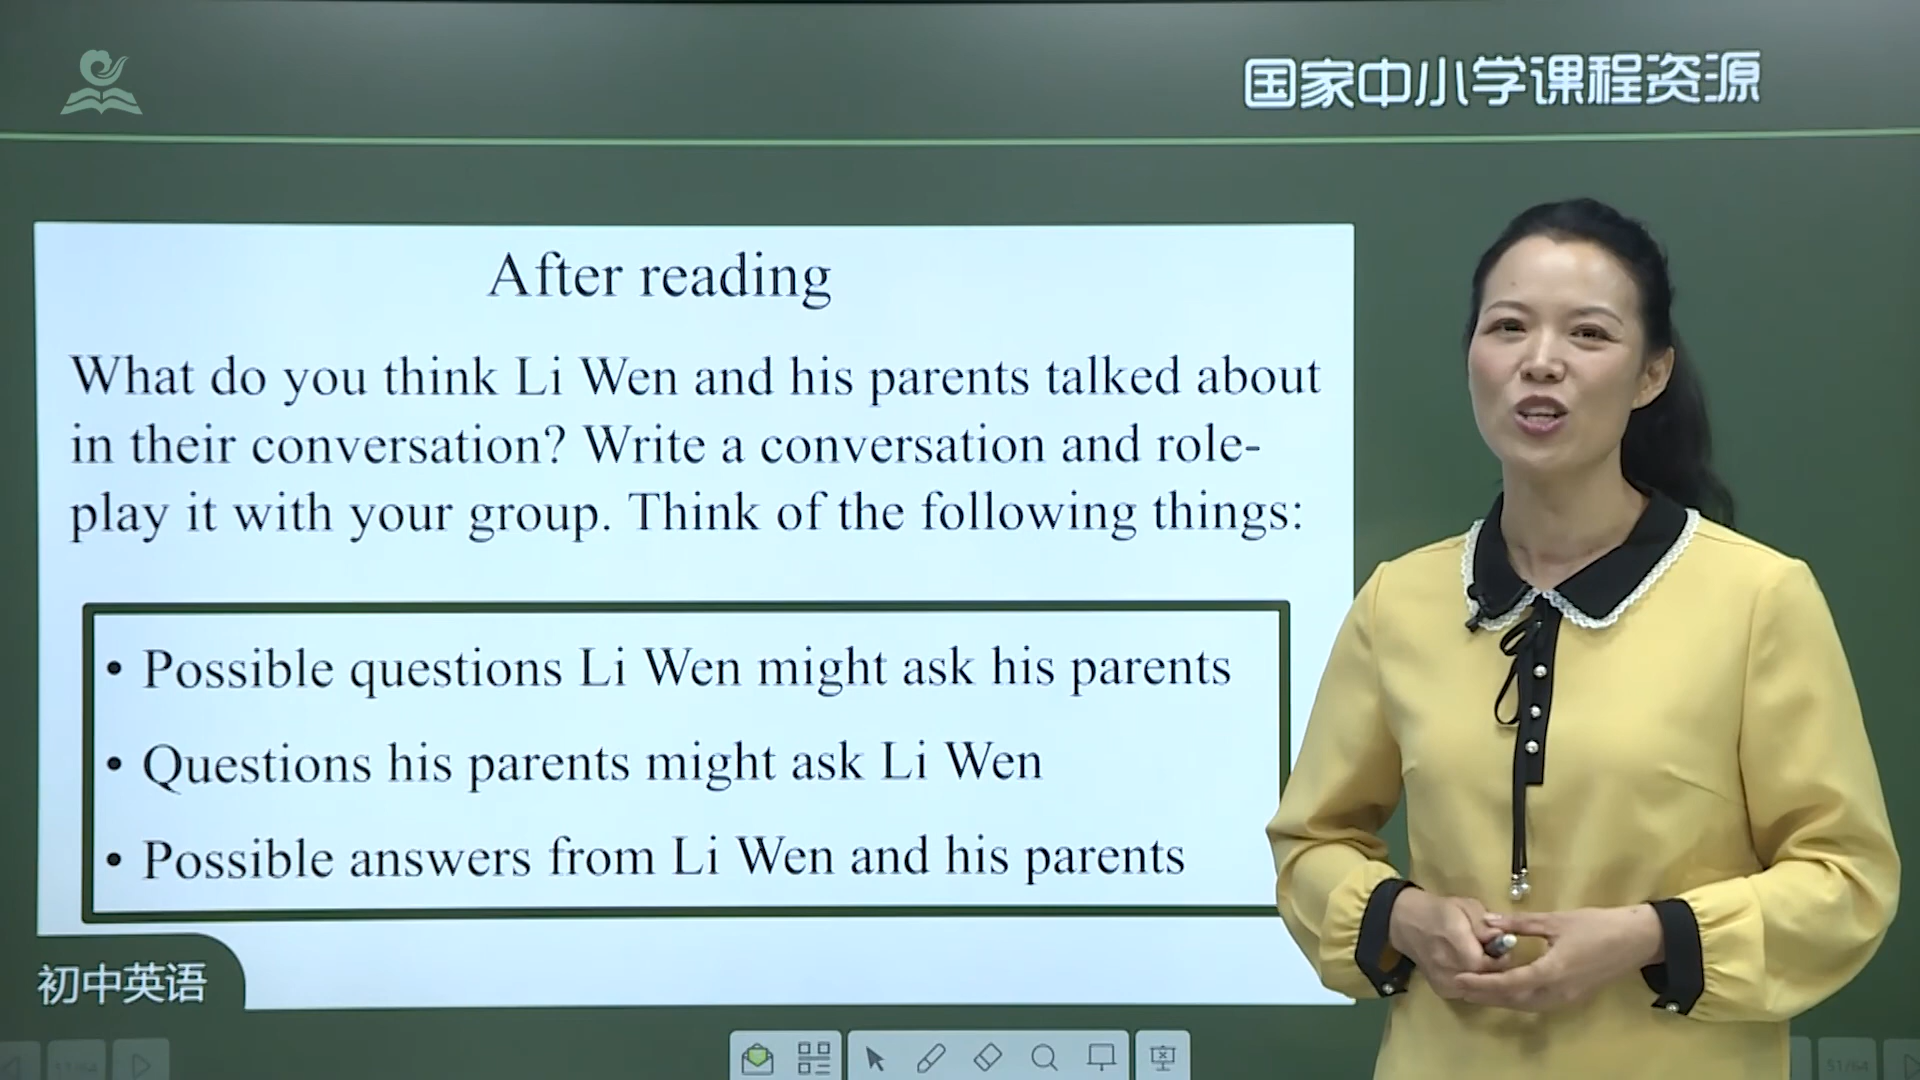 国家中小学课程资源
After reading
What do you think Li Wen and his parents talked about
in their conversation? Write a conversation and role-
play it with your group. Think of the following things:
• Possible questions Li Wen might ask his parents
• Questions his parents might ask Li Wen
• Possible answers from Li Wen and his parents
初中英语